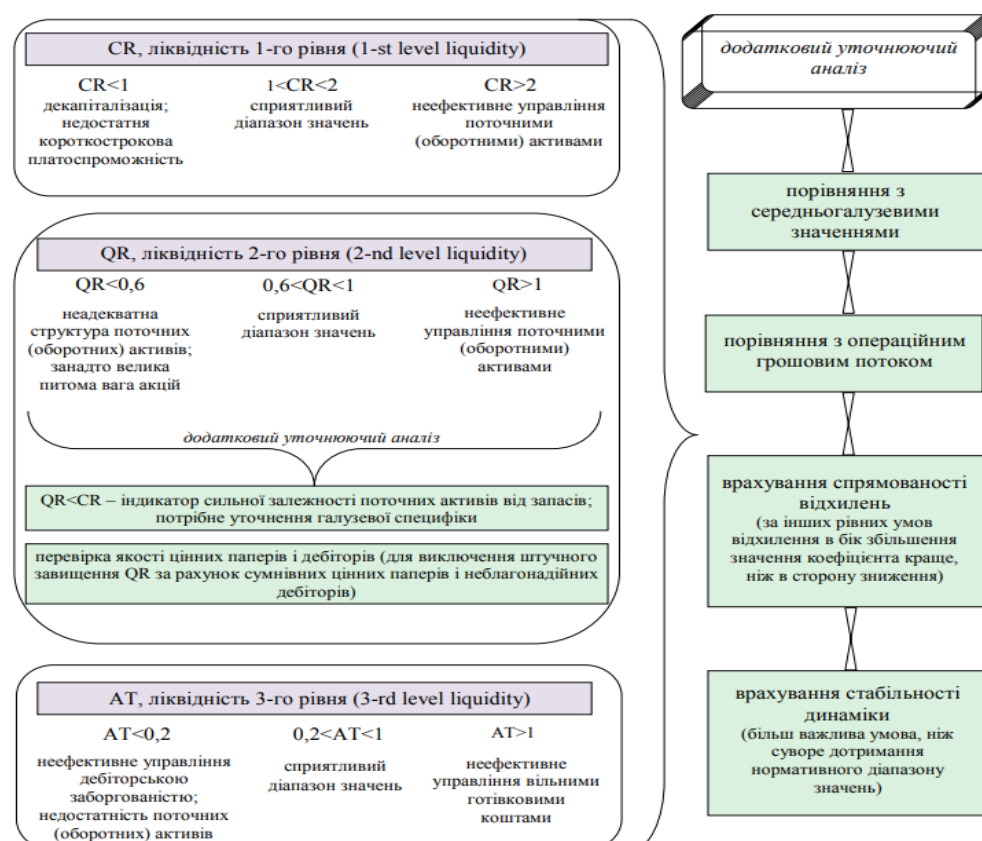 CR, ліквідність 1-го рівня (1-st level liquidity)
CR<1
декапіталізація;
недостатня
короткострокова
платоспроможність
1<CR<2
сприятливий
діапазон значень
CR>2
неефективне управління
поточними
(оборотними) активами
QR, ліквідність 2-го рівня (2-nd level liquidity)
QR<0,6
неадекватна
структура поточних
(оборотних) активів;
занадто велика
питома вага акцій
0,6<QR<1
сприятливий
діапазон значень
QR>1
неефективне
управління поточними
(оборотними)
активами
додатковий уточнюючий аналіз
QR<CR – індикатор сильної залежності поточних активів від запасів;
потрібне уточнення галузевої специфіки
перевірка якості цінних паперів і дебіторів (для виключення штучного
завищення QR за рахунок сумнівних цінних паперів і неблагонадійних
дебіторів)
АТ, ліквідність 3-го рівня (3-rd level liquidity)
АТ<0,2
неефективне управління
дебіторською
заборгованістю;
недостатність поточних
(оборотних) активів
0,2<АТ<1
сприятливий
діапазон значень
АТ>1
неефективне
управління вільними
готівковими
коштами
додатковий уточнюючий
аналіз
порівняння з
середньогалузевими
значеннями
порівняння з операційним
грошовим потоком
врахування спрямованості
відхилень
(за інших рівних умов
відхилення в бік збільшення
значення коефіцієнта краще,
ніж в сторону зниження)
врахування стабільності
динаміки
(більш важлива умова, ніж
суворе дотримання
нормативного діапазону
значень)